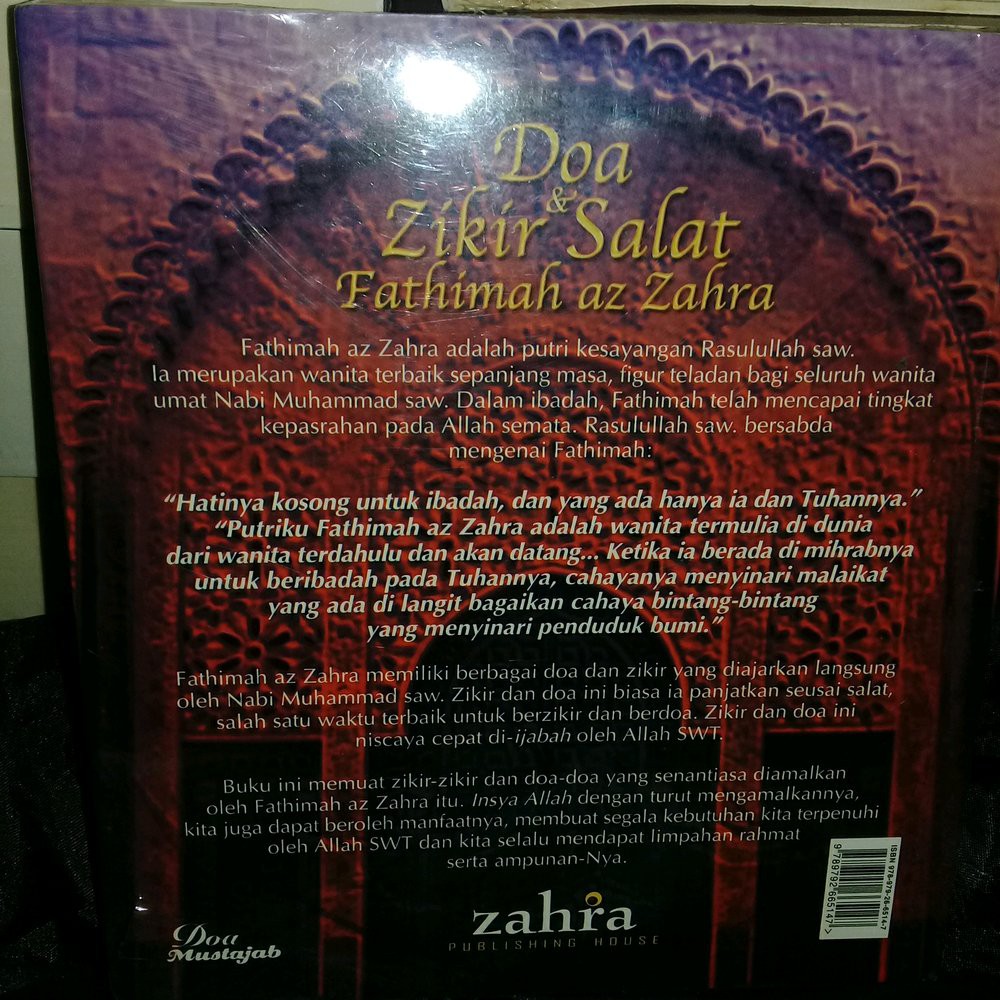 Doa
&
Zikir Salat
Fathimah az Zahra
Fathimah az Zahra adalah putri kesayangan Rasulullah saw.
Ia merupakan wanita terbaik sepanjang masa, figur teladan bagi seluruh wanita
umat Nabi Muhammad saw. Dalam ibadah, Fathimah telah mencapai tingkat
kepasrahan pada Allah semata. Rasulullah saw. bersabda
mengenai Fathimah:
“Hatinya kosong untuk ibadah, dan yang ada hanya ia dan Tuhannya.”
“Putriku Fathimah az Zahra adalah wanita termulia di dunia
dari wanita terdahulu dan akan datang... Ketika ia berada di mihrabnya
untuk beribadah pada Tuhannya, cahayanya menyinari malaikat
yang ada di langit bagaikan cahaya bintang-bintang
yang menyinari penduduk bumi.”
Fathimah az Zahra memiliki berbagai doa dan zikir yang diajarkan langsung
oleh Nabi Muhammad saw. Zikir dan doa ini biasa ia panjatkan seusai salat,
salah satu waktu terbaik untuk berzikir dan berdoa. Zikir dan doa ini
niscaya cepat di-ijabah oleh Allah SWT.
Buku ini memuat zikir-zikir dan doa-doa yang senantiasa diamalkan
oleh Fathimah az Zahra itu. Insya Allah dengan turut mengamalkannya,
kita juga dapat beroleh manfaatnya, membuat segala kebutuhan kita terpenuhi
oleh Allah SWT dan kita selalu mendapat limpahan rahmat
serta ampunan-Nya.
ISBN 978-979-26-6514-7
9789792665147>
Doa
Mustajab
zahra
PUBLISHING HOUSE